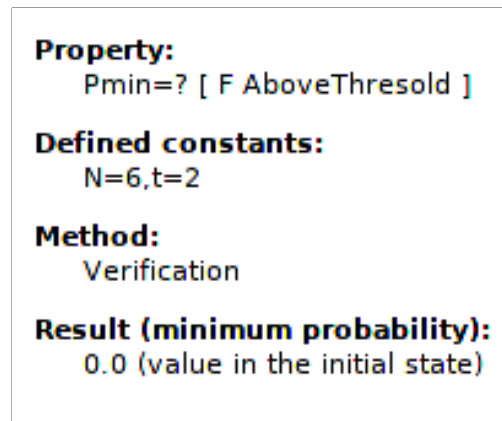 Property:
Pmin=? [ F AboveThresold ]
Defined constants:
N=6,t=2
Method:
Verification
Result (minimum probability):
0.0 (value in the initial state)